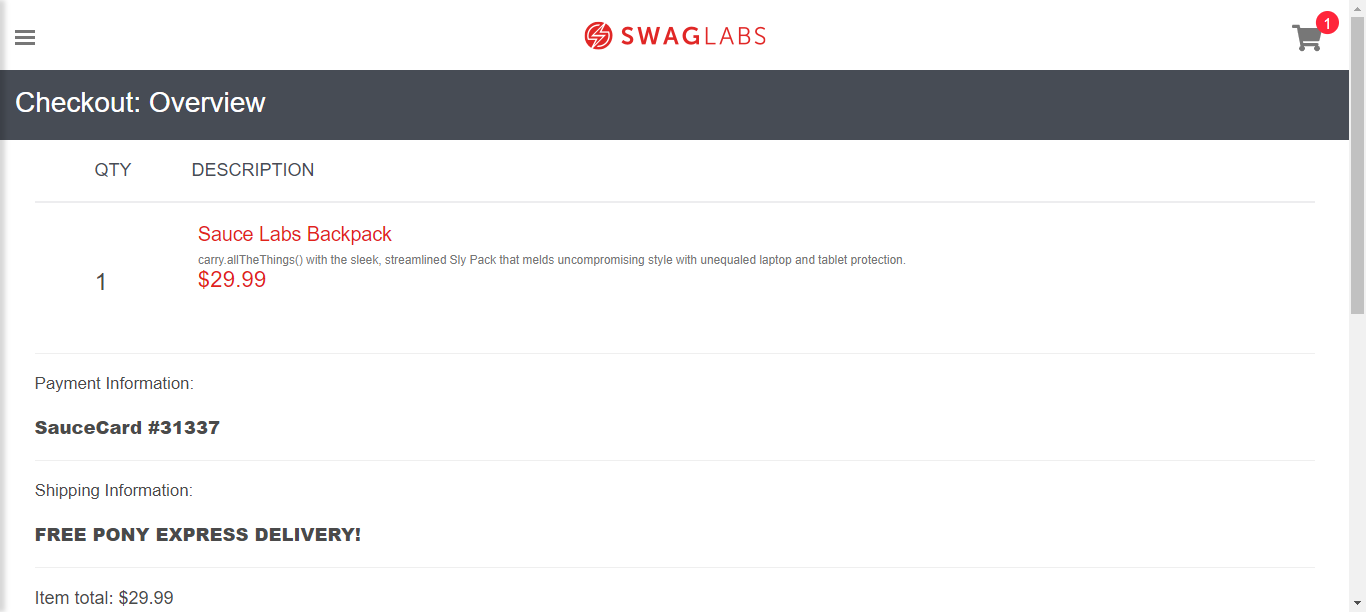 SWAGLABS
1
Checkout: Overview
QTY DESCRIPTION
Sauce Labs Backpack
carry.allTheThings() with the sleek, streamlined Sly Pack that melds uncompromising style with unequaled laptop and tablet protection.
1
$29.99
Payment Information:
SauceCard #31337
Shipping Information:
FREE PONY EXPRESS DELIVERY!
Item total: $29.99